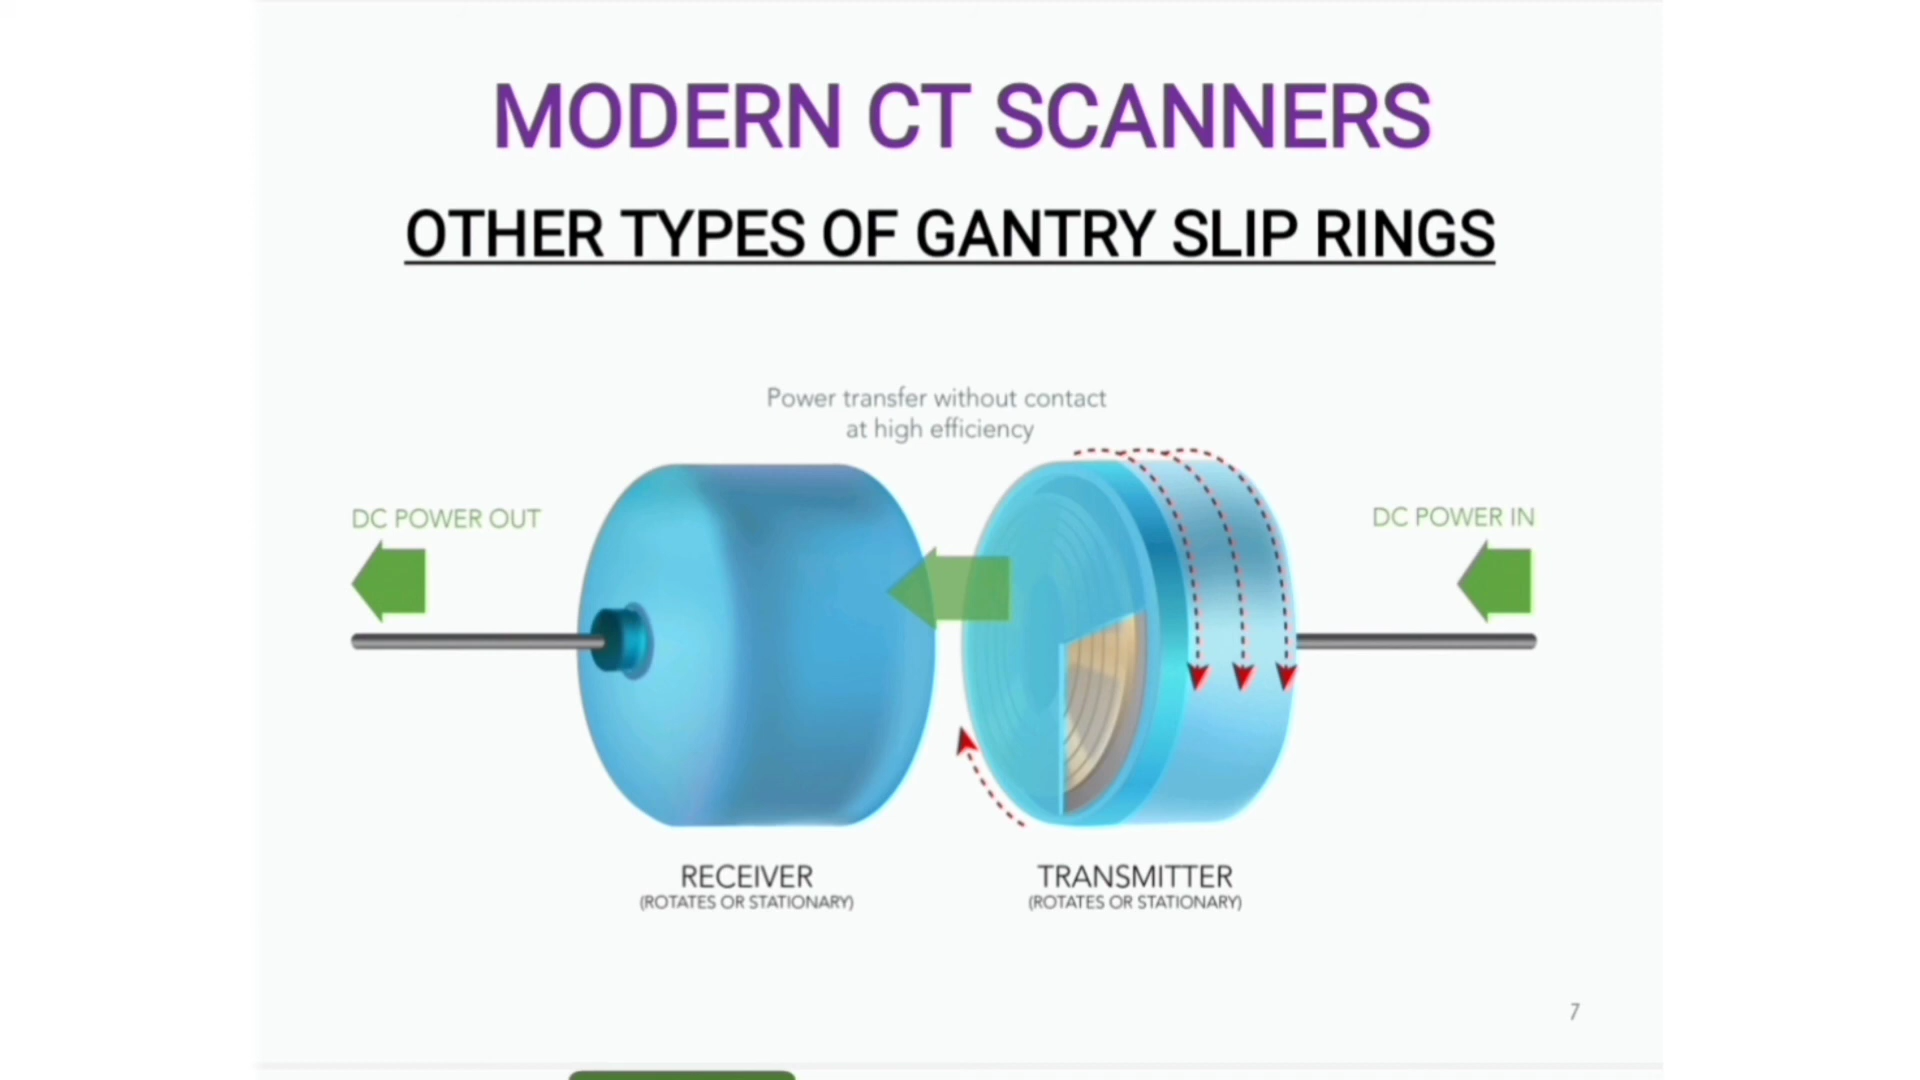 MODERN CT SCANNERS
OTHER TYPES OF GANTRY SLIP RINGS
Power transfer without contact
at high efficiency
DC POWER OUT
DC POWER IN
RECEIVER
(ROTATES OR STATIONARY)
TRANSMITTER
(ROTATES OR STATIONARY)
7